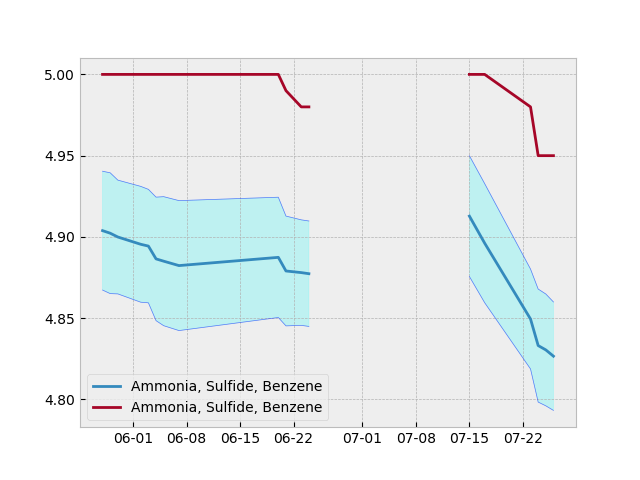 5.00
4.95
4.90
4.85
4.80
Ammonia, Sulfide, Benzene
Ammonia, Sulfide, Benzene
06-01 06-08 06-15 06-22 07-01 07-08 07-15 07-22